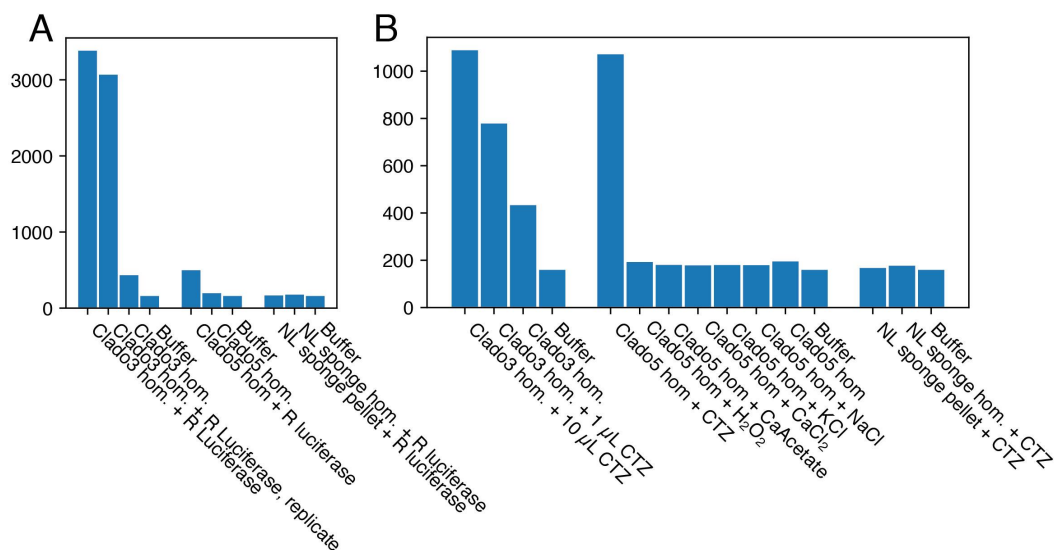 A
3000
2000
1000
0
Clado3 hom. + R Luciferase
Clado3 hom. + R Luciferase, replicate
Clado3 hom.
Buffer
Clado5 hom + R luciferase
Clado5 hom.
Buffer
NL sponge pellet + R luciferase
NL sponge hom. + R luciferase
Buffer
B
1000
800
600
400
200
0
Clado3 hom. + 10 μL CTZ
Clado3 hom. + 1 μL CTZ
Clado3 hom.
Buffer
Clado5 hom + CTZ
Clado5 hom + H₂O₂
Clado5 hom + CaAcetate
Clado5 hom + CaCl₂
Clado5 hom + KCl
Clado5 hom + NaCl
Clado5 hom
Buffer
NL sponge pellet + CTZ
NL sponge hom. + CTZ
Buffer